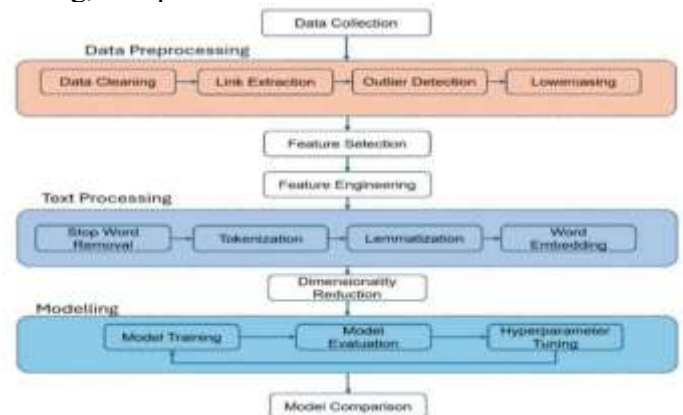 Data Collection
Data Preprocessing
Data Cleaning
Link Extraction
Outlier Detection
Feature Selection
Feature Engineering
Text Processing
Stop Word
Removal
Tokenization
Lemmatization
Word
Embedding
Dimensionality
Reduction
Modelling
Model Training
Model
Evaluation
Hyperparameter
Tuning
Model Comparison